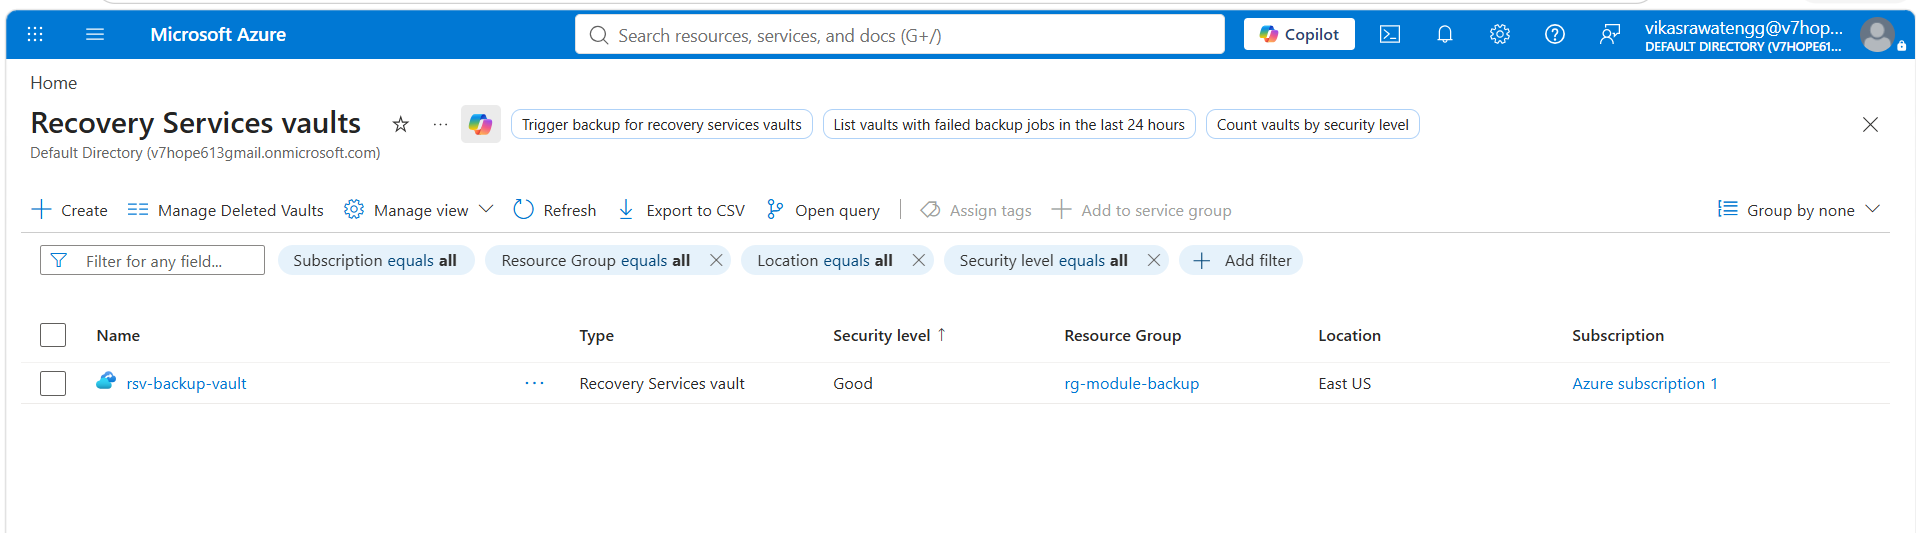 Microsoft Azure
Search resources, services, and docs (G+/)
Copilot
vikasrawatengg@v7hop...
DEFAULT DIRECTORY (V7HOPE61...
Home
Recovery Services vaults
...
Trigger backup for recovery services vaults
List vaults with failed backup jobs in the last 24 hours
Count vaults by security level
Default Directory (v7hope613gmail.onmicrosoft.com)
Create
Manage Deleted Vaults
Manage view
Refresh
Export to CSV
Open query
Assign tags
Add to service group
Group by none
Filter for any field...
Subscription equals all
Resource Group equals all
Location equals all
Security level equals all
Add filter
Name Type Security level ↑ Resource Group Location Subscription
rsv-backup-vault ... Recovery Services vault Good rg-module-backup East US Azure subscription 1